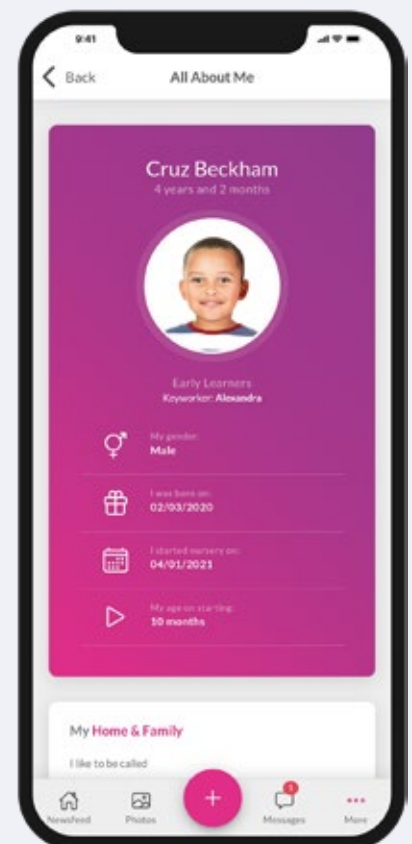 9:41
Back
All About Me
Cruz Beckham
4 years and 2 months
Early Learners
Keyworker: Alexandra
My gender:
Male
I was born on:
02/03/2020
I started nursery on:
04/01/2021
My age on starting:
10 months
My Home & Family
I like to be called
Newsfeed
Photos
Messages
More